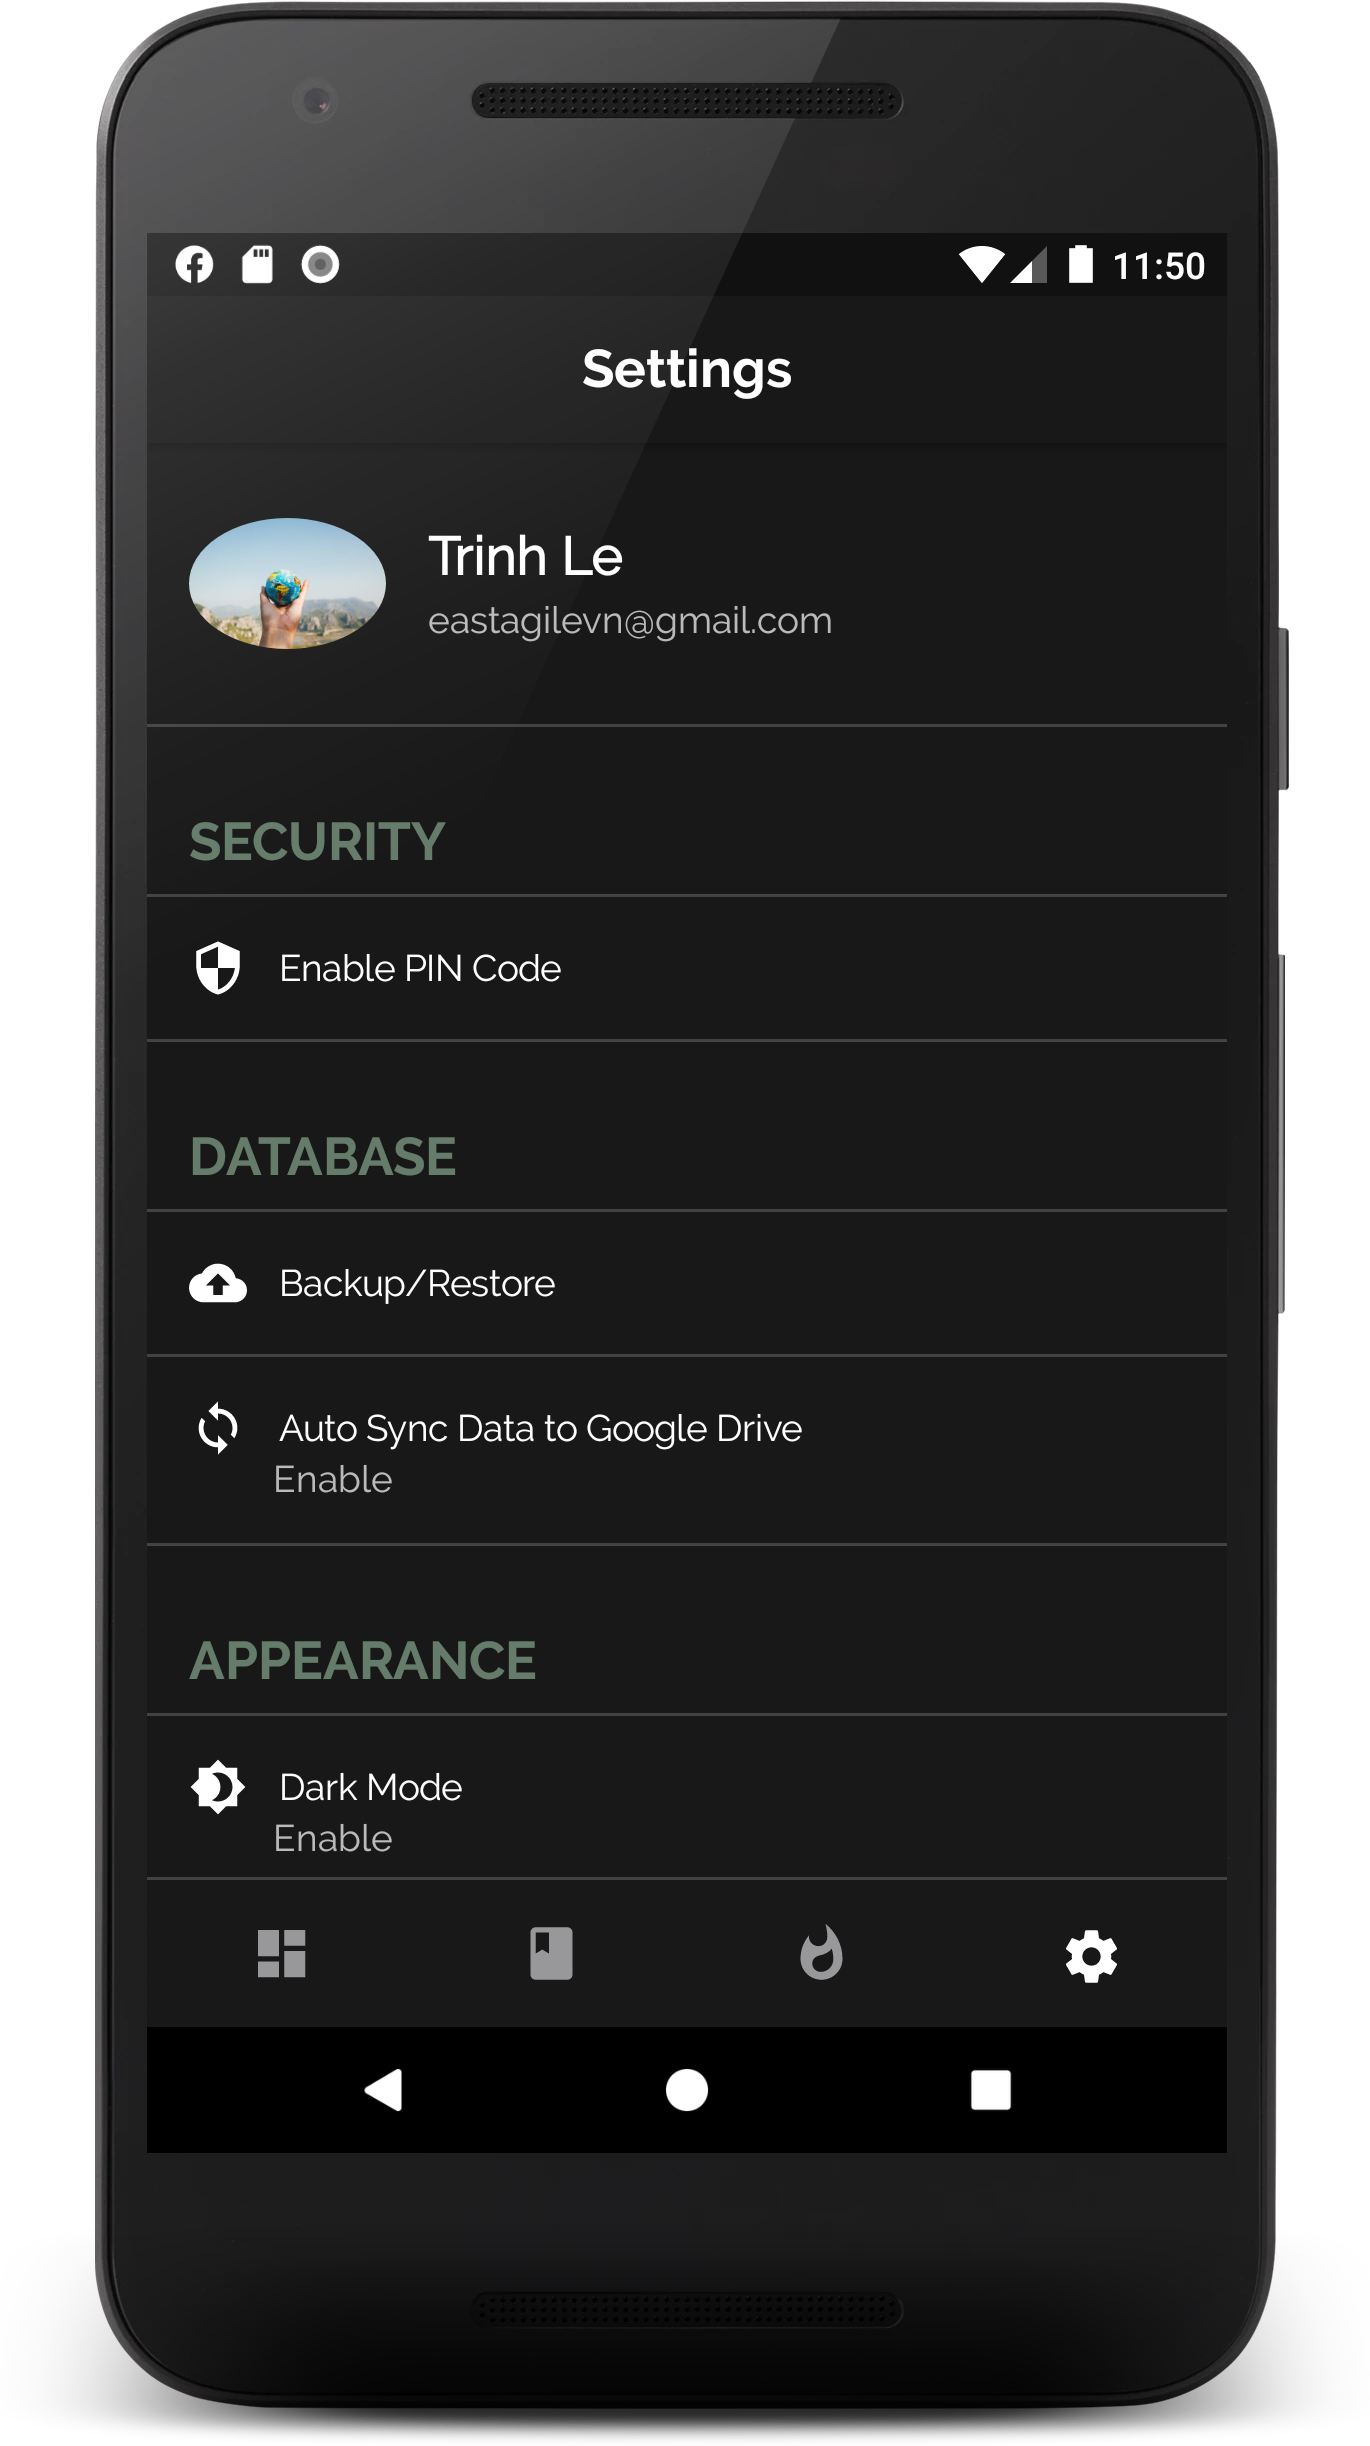 11:50
Settings
Trinh Le
eastagilevn@gmail.com
SECURITY
Enable PIN Code
DATABASE
Backup/Restore
Auto Sync Data to Google Drive
Enable
APPEARANCE
Dark Mode
Enable